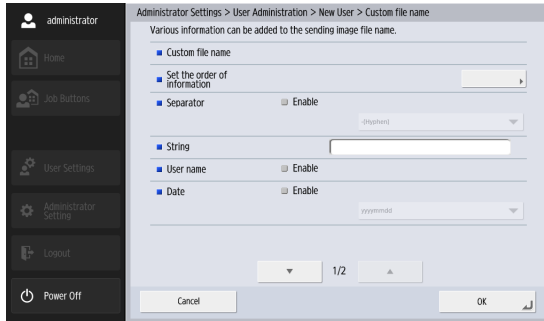 administrator
Home
Job Buttons
User Settings
Administrator
Setting
Logout
Power Off
Administrator Settings > User Administration > New User > Custom file name
Various information can be added to the sending image file name.
Custom file name
Set the order of
information
Separator
Enable
-(Hyphen)
String
User name
Enable
Date
Enable
yyyymmdd
1/2
Cancel
OK